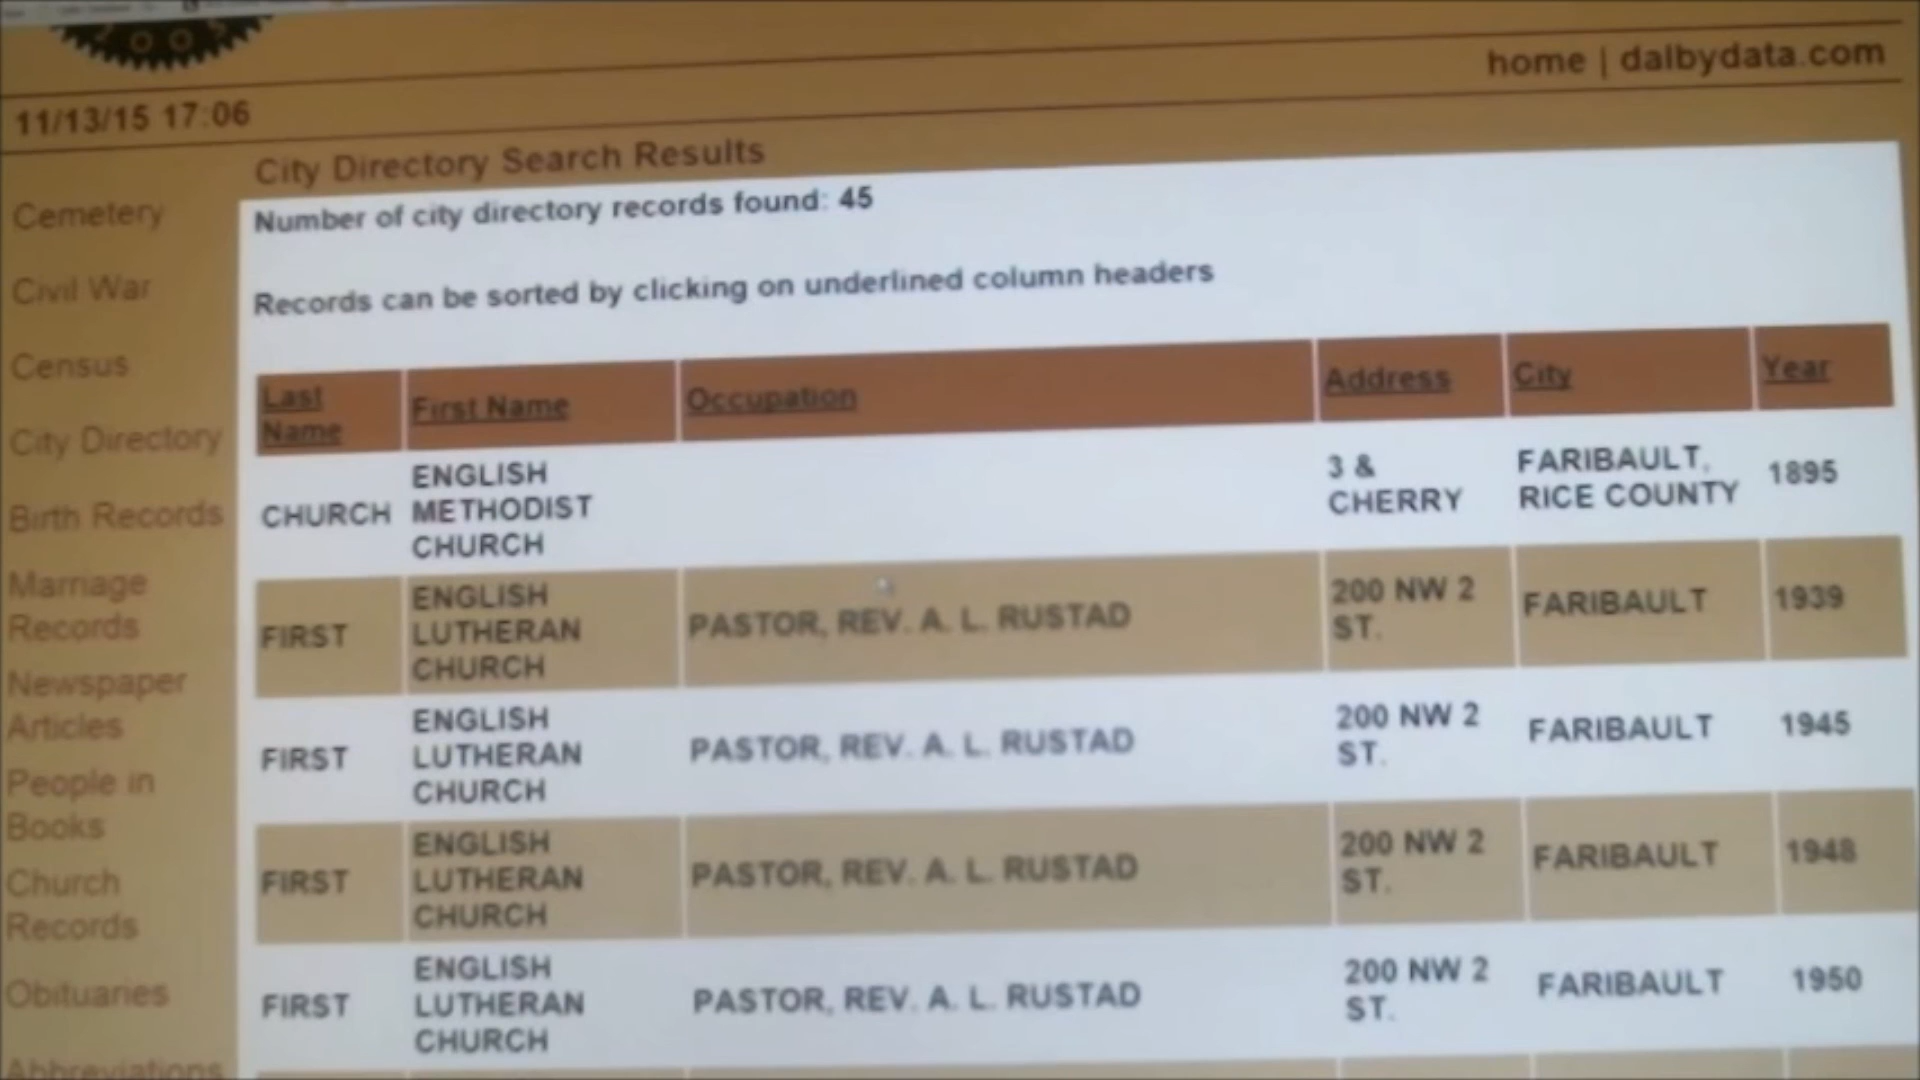 2005
home | dalbydata.com
11/13/15 17:06
City Directory Search Results
Number of city directory records found: 45
Records can be sorted by clicking on underlined column headers
Cemetery
Civil War
Census
City Directory
Birth Records
Marriage
Records
Newspaper
Articles
People in
Books
Church
Records
Obituaries
Abbreviations
Last
Name
First Name
Occupation
Address
City
Year
CHURCH
ENGLISH
METHODIST
CHURCH
3 &
CHERRY
FARIBAULT,
RICE COUNTY
1895
FIRST
ENGLISH
LUTHERAN
CHURCH
PASTOR, REV. A. L. RUSTAD
200 NW 2
ST.
FARIBAULT
1939
FIRST
ENGLISH
LUTHERAN
CHURCH
PASTOR, REV. A. L. RUSTAD
200 NW 2
ST.
FARIBAULT
1945
FIRST
ENGLISH
LUTHERAN
CHURCH
PASTOR, REV. A. L. RUSTAD
200 NW 2
ST.
FARIBAULT
1948
FIRST
ENGLISH
LUTHERAN
CHURCH
PASTOR, REV. A. L. RUSTAD
200 NW 2
ST.
FARIBAULT
1950